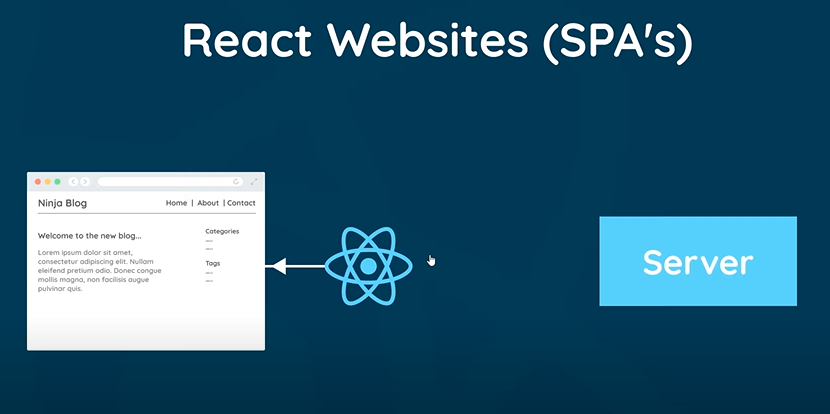 React Websites (SPA's)
Ninja Blog
Home | About | Contact
Welcome to the new blog...
Lorem ipsum dolor sit amet,
consectetur adipiscing elit. Nullam
eleifend pretium odio. Donec congue
mollis magna, non facilisis augue
pulvinar quis.
Categories
Tags
Server